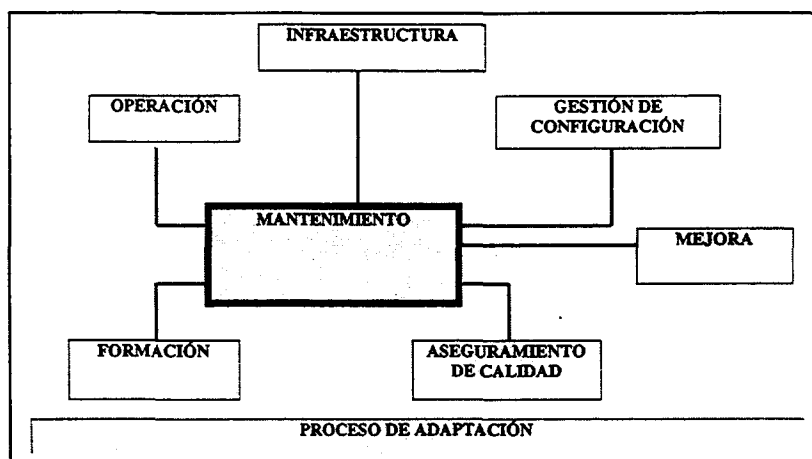 INFRAESTRUCTURA
OPERACIÓN
GESTIÓN DE
CONFIGURACIÓN
MANTENIMIENTO
MEJORA
FORMACIÓN
ASEGURAMIENTO
DE CALIDAD
PROCESO DE ADAPTACIÓN